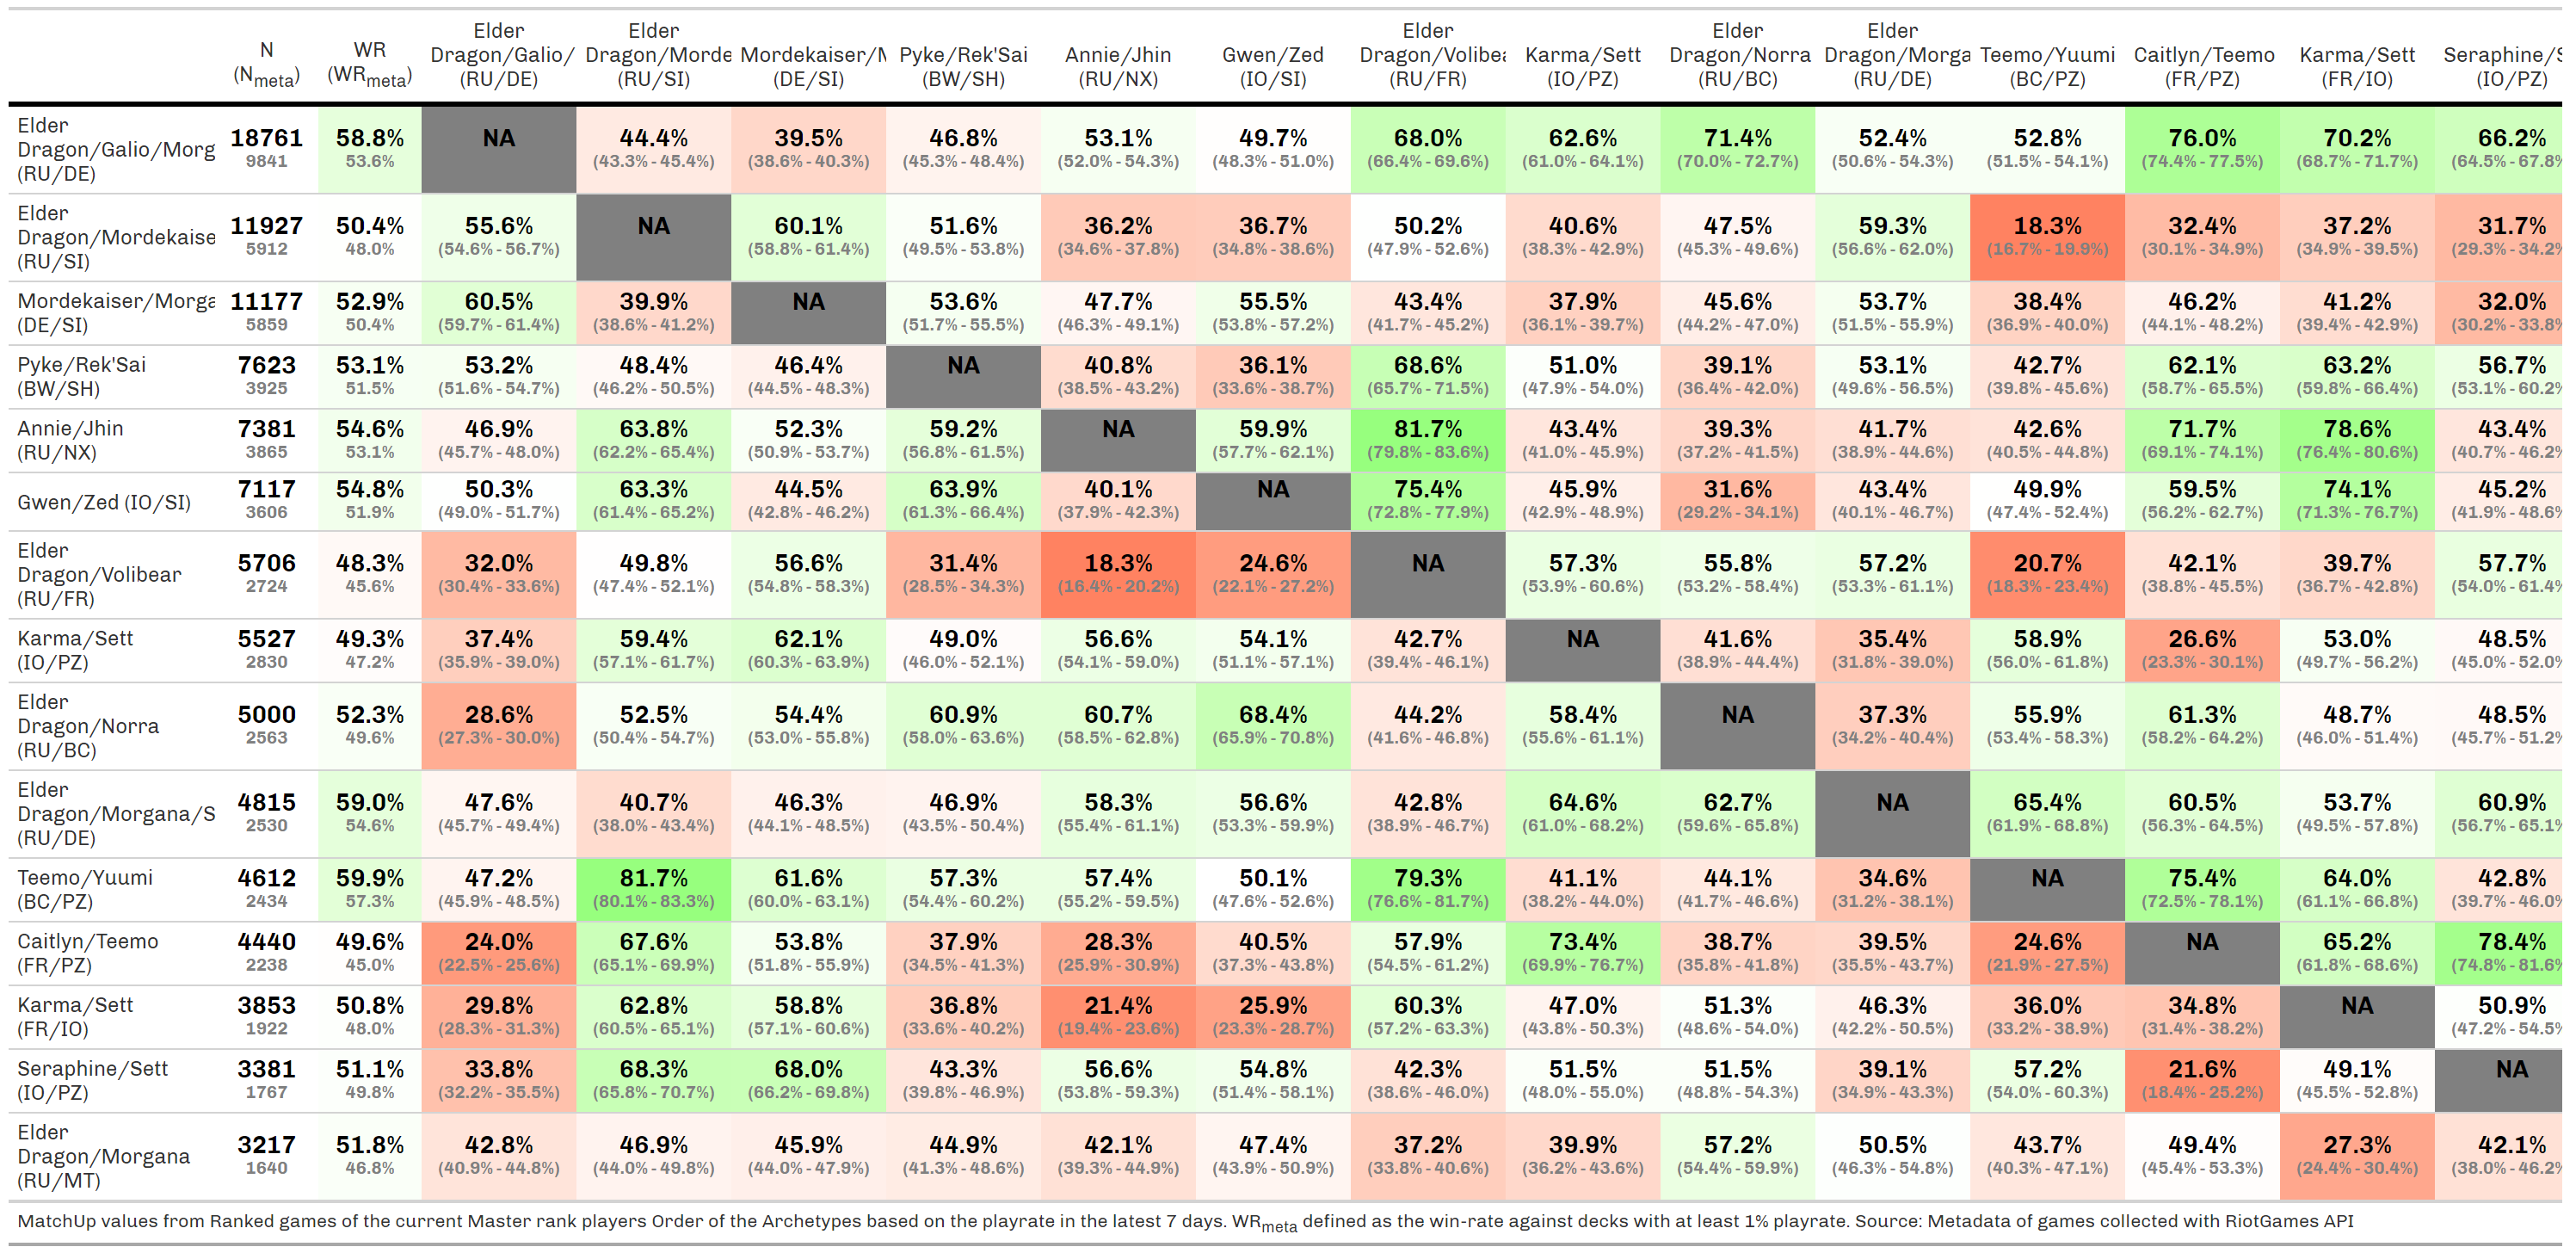 N (Nmeta) WR (WRmeta) Elder Dragon/Galio/ (RU/DE) Elder Dragon/Morde (RU/SI) Mordekaiser/M (DE/SI) Pyke/Rek'Sai (BW/SH) Annie/Jhin (RU/NX) Gwen/Zed (IO/SI) Elder Dragon/Volibea (RU/FR) Karma/Sett (IO/PZ) Elder Dragon/Norra (RU/BC) Elder Dragon/Morga (RU/DE) Teemo/Yuumi (BC/PZ) Caitlyn/Teemo (FR/PZ) Karma/Sett (FR/IO) Seraphine/S (IO/PZ)
Elder Dragon/Galio/Morg (RU/DE) 18761 58.8% NA 44.4% 39.5% 46.8% 53.1% 49.7% 68.0% 62.6% 71.4% 52.4% 52.8% 76.0% 70.2% 66.2%
9841 53.6% (43.3% - 45.4%) (38.6% - 40.3%) (45.3% - 48.4%) (52.0% - 54.3%) (48.3% - 51.0%) (66.4% - 69.6%) (61.0% - 64.1%) (70.0% - 72.7%) (50.6% - 54.3%) (51.5% - 54.1%) (74.4% - 77.5%) (68.7% - 71.7%) (64.5% - 67.8%
Elder Dragon/Mordekaise (RU/SI) 11927 50.4% 55.6% NA 60.1% 51.6% 36.2% 36.7% 50.2% 40.6% 47.5% 59.3% 18.3% 32.4% 37.2% 31.7%
5912 48.0% (54.6% - 56.7%) (58.8% - 61.4%) (49.5% - 53.8%) (34.6% - 37.8%) (34.8% - 38.6%) (47.9% - 52.6%) (38.3% - 42.9%) (45.3% - 49.6%) (56.6% - 62.0%) (16.7% - 19.9%) (30.1% - 34.9%) (34.9% - 39.5%) (29.3% - 34.2%
Mordekaiser/Morga (DE/SI) 11177 52.9% 60.5% 39.9% NA 53.6% 47.7% 55.5% 43.4% 37.9% 45.6% 53.7% 38.4% 46.2% 41.2% 32.0%
5859 50.4% (59.7% - 61.4%) (38.6% - 41.2%) (51.7% - 55.5%) (46.3% - 49.1%) (53.8% - 57.2%) (41.7% - 45.2%) (36.1% - 39.7%) (44.2% - 47.0%) (51.5% - 55.9%) (36.9% - 40.0%) (44.1% - 48.2%) (39.4% - 42.9%) (30.2% - 33.8%
Pyke/Rek'Sai (BW/SH) 7623 53.1% 53.2% 48.4% 46.4% NA 40.8% 36.1% 68.6% 51.0% 39.1% 53.1% 42.7% 62.1% 63.2% 56.7%
3925 51.5% (51.6% - 54.7%) (46.2% - 50.5%) (44.5% - 48.3%) (38.5% - 43.2%) (33.6% - 38.7%) (65.7% - 71.5%) (47.9% - 54.0%) (36.4% - 42.0%) (49.6% - 56.5%) (39.8% - 45.6%) (58.7% - 65.5%) (59.8% - 66.4%) (53.1% - 60.2%
Annie/Jhin (RU/NX) 7381 54.6% 46.9% 63.8% 52.3% 59.2% NA 59.9% 81.7% 43.4% 39.3% 41.7% 42.6% 71.7% 78.6% 43.4%
3865 53.1% (45.7% - 48.0%) (62.2% - 65.4%) (50.9% - 53.7%) (56.8% - 61.5%) (57.7% - 62.1%) (79.8% - 83.6%) (41.0% - 45.9%) (37.2% - 41.5%) (38.9% - 44.6%) (40.5% - 44.8%) (69.1% - 74.1%) (76.4% - 80.6%) (40.7% - 46.2%
Gwen/Zed (IO/SI) 7117 54.8% 50.3% 63.3% 44.5% 63.9% 40.1% NA 75.4% 45.9% 31.6% 43.4% 49.9% 59.5% 74.1% 45.2%
3606 51.9% (49.0% - 51.7%) (61.4% - 65.2%) (42.8% - 46.2%) (61.3% - 66.4%) (37.9% - 42.3%) (72.8% - 77.9%) (42.9% - 48.9%) (29.2% - 34.1%) (40.1% - 46.7%) (47.4% - 52.4%) (56.2% - 62.7%) (71.3% - 76.7%) (41.9% - 48.6%
Elder Dragon/Volibear (RU/FR) 5706 48.3% 32.0% 49.8% 56.6% 31.4% 18.3% 24.6% NA 57.3% 55.8% 57.2% 20.7% 42.1% 39.7% 57.7%
2724 45.6% (30.4% - 33.6%) (47.4% - 52.1%) (54.8% - 58.3%) (28.5% - 34.3%) (16.4% - 20.2%) (22.1% - 27.2%) (53.9% - 60.6%) (53.2% - 58.4%) (53.3% - 61.1%) (18.3% - 23.4%) (38.8% - 45.5%) (36.7% - 42.8%) (54.0% - 61.4%
Karma/Sett (IO/PZ) 5527 49.3% 37.4% 59.4% 62.1% 49.0% 56.6% 54.1% 42.7% NA 41.6% 35.4% 58.9% 26.6% 53.0% 48.5%
2830 47.2% (35.9% - 39.0%) (57.1% - 61.7%) (60.3% - 63.9%) (46.0% - 52.1%) (54.1% - 59.0%) (51.1% - 57.1%) (39.4% - 46.1%) (38.9% - 44.4%) (31.8% - 39.0%) (56.0% - 61.8%) (23.3% - 30.1%) (49.7% - 56.2%) (45.0% - 52.0%
Elder Dragon/Norra (RU/BC) 5000 52.3% 28.6% 52.5% 54.4% 60.9% 60.7% 68.4% 44.2% 58.4% NA 37.3% 55.9% 61.3% 48.7% 48.5%
2563 49.6% (27.3% - 30.0%) (50.4% - 54.7%) (53.0% - 55.8%) (58.0% - 63.6%) (58.5% - 62.8%) (65.9% - 70.8%) (41.6% - 46.8%) (55.6% - 61.1%) (34.2% - 40.4%) (53.4% - 58.3%) (58.2% - 64.2%) (46.0% - 51.4%) (45.7% - 51.2%
Elder Dragon/Morgana/S (RU/DE) 4815 59.0% 47.6% 40.7% 46.3% 46.9% 58.3% 56.6% 42.8% 64.6% 62.7% NA 65.4% 60.5% 53.7% 60.9%
2530 54.6% (45.7% - 49.4%) (38.0% - 43.4%) (44.1% - 48.5%) (43.5% - 50.4%) (55.4% - 61.1%) (53.3% - 59.9%) (38.9% - 46.7%) (61.0% - 68.2%) (59.6% - 65.8%) (61.9% - 68.8%) (56.3% - 64.5%) (49.5% - 57.8%) (56.7% - 65.1%
Teemo/Yuumi (BC/PZ) 4612 59.9% 47.2% 81.7% 61.6% 57.3% 57.4% 50.1% 79.3% 41.1% 44.1% 34.6% NA 75.4% 64.0% 42.8%
2434 57.3% (45.9% - 48.5%) (80.1% - 83.3%) (60.0% - 63.1%) (54.4% - 60.2%) (55.2% - 59.5%) (47.6% - 52.6%) (76.6% - 81.7%) (38.2% - 44.0%) (41.7% - 46.6%) (31.2% - 38.1%) (72.5% - 78.1%) (61.1% - 66.8%) (39.7% - 46.0%
Caitlyn/Teemo (FR/PZ) 4440 49.6% 24.0% 67.6% 53.8% 37.9% 28.3% 40.5% 57.9% 73.4% 38.7% 39.5% 24.6% NA 65.2% 78.4%
2238 45.0% (22.5% - 25.6%) (65.1% - 69.9%) (51.8% - 55.9%) (34.5% - 41.3%) (25.9% - 30.9%) (37.3% - 43.8%) (54.5% - 61.2%) (69.9% - 76.7%) (35.8% - 41.8%) (35.5% - 43.7%) (21.9% - 27.5%) (61.8% - 68.6%) (74.8% - 81.6%
Karma/Sett (FR/IO) 3853 50.8% 29.8% 62.8% 58.8% 36.8% 21.4% 25.9% 60.3% 47.0% 51.3% 46.3% 36.0% 34.8% NA 50.9%
1922 48.0% (28.3% - 31.3%) (60.5% - 65.1%) (57.1% - 60.6%) (33.6% - 40.2%) (19.4% - 23.6%) (23.3% - 28.7%) (57.2% - 63.3%) (43.8% - 50.3%) (48.6% - 54.0%) (42.2% - 50.5%) (33.2% - 38.9%) (31.4% - 38.2%) (47.2% - 54.5%
Seraphine/Sett (IO/PZ) 3381 51.1% 33.8% 68.3% 68.0% 43.3% 56.6% 54.8% 42.3% 51.5% 51.5% 39.1% 57.2% 21.6% 49.1% NA
1767 49.8% (32.2% - 35.5%) (65.8% - 70.7%) (66.2% - 69.8%) (39.8% - 46.9%) (53.8% - 59.3%) (51.4% - 58.1%) (38.6% - 46.0%) (48.0% - 55.0%) (48.8% - 54.3%) (34.9% - 43.3%) (54.0% - 60.3%) (18.4% - 25.2%) (45.5% - 52.8%)
Elder Dragon/Morgana (RU/MT) 3217 51.8% 42.8% 46.9% 45.9% 44.9% 42.1% 47.4% 37.2% 39.9% 57.2% 50.5% 43.7% 49.4% 27.3% 42.1%
1640 46.8% (40.9% - 44.8%) (44.0% - 49.8%) (44.0% - 47.9%) (41.3% - 48.6%) (39.3% - 44.9%) (43.9% - 50.9%) (33.8% - 40.6%) (36.2% - 43.6%) (54.4% - 59.9%) (46.3% - 54.8%) (40.3% - 47.1%) (45.4% - 53.3%) (24.4% - 30.4%) (38.0% - 46.2%
MatchUp values from Ranked games of the current Master rank players Order of the Archetypes based on the playrate in the latest 7 days. WRmeta defined as the win-rate against decks with at least 1% playrate. Source: Metadata of games collected with RiotGames API